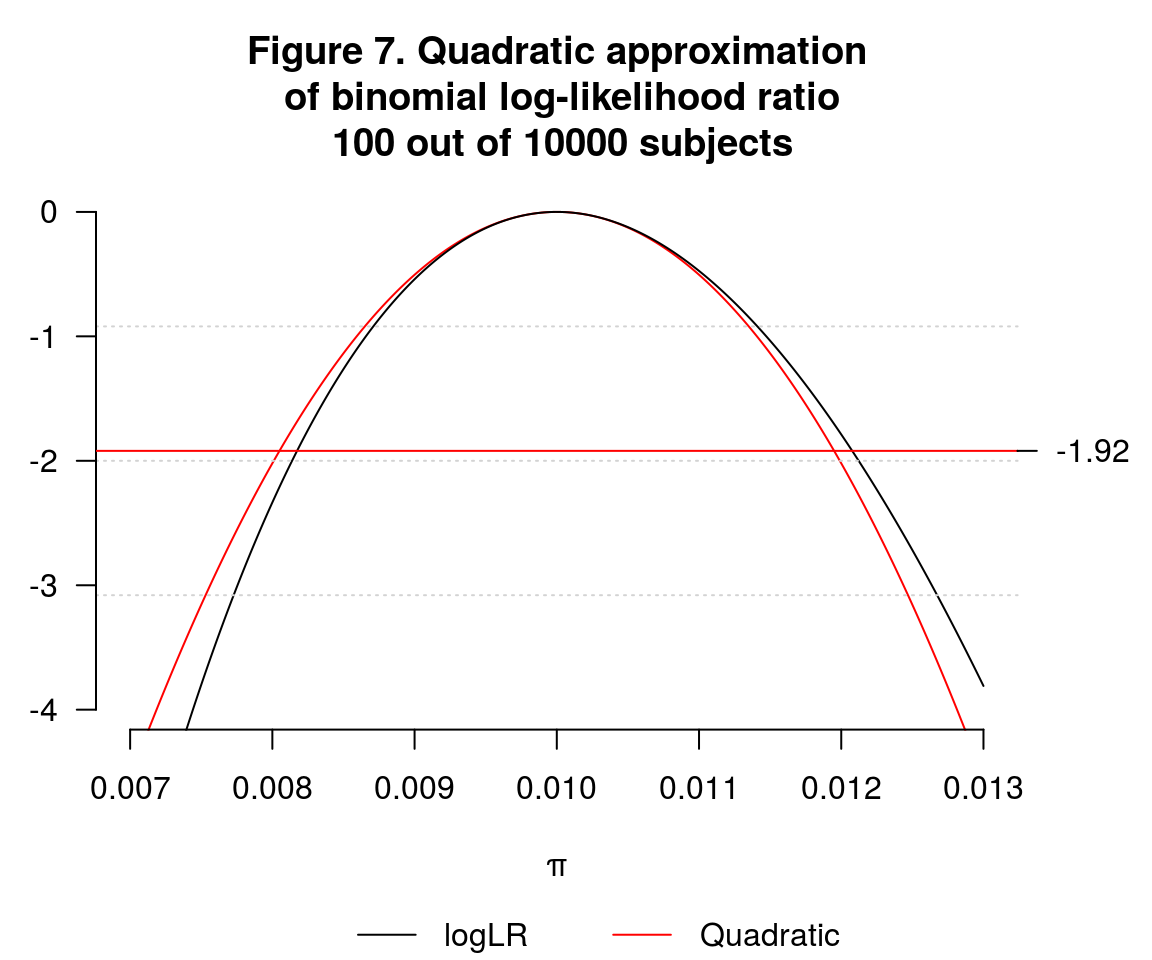 Figure 7. Quadratic approximation
of binomial log-likelihood ratio
100 out of 10000 subjects
0
-1
-2
-3
-4
-1.92
0.007 0.008 0.009 0.010 0.011 0.012 0.013
π
logLR Quadratic